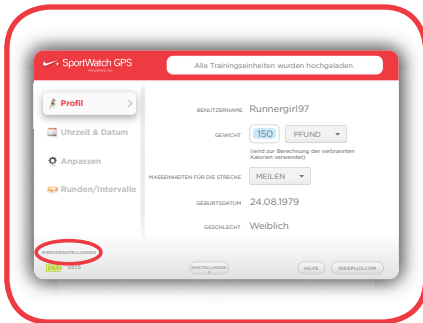 SportWatch GPS
POWERED BY
Alle Trainingseinheiten wurden hochgeladen.
Profil
Uhrzeit & Datum
Anpassen
Runden/Intervalle
BENUTZERNAME Runnergirl97
GEWICHT 150 PFUND
(wird zur Berechnung der verbrannten
Kalorien verwendet)
MASSEINHEITEN FÜR DIE STRECKE MEILEN
GEBURTSDATUM 24.08.1979
GESCHLECHT Weiblich
WERKSEINSTELLUNGEN
EINSTELLUNGEN
HILFE
NIKEPLUS.COM